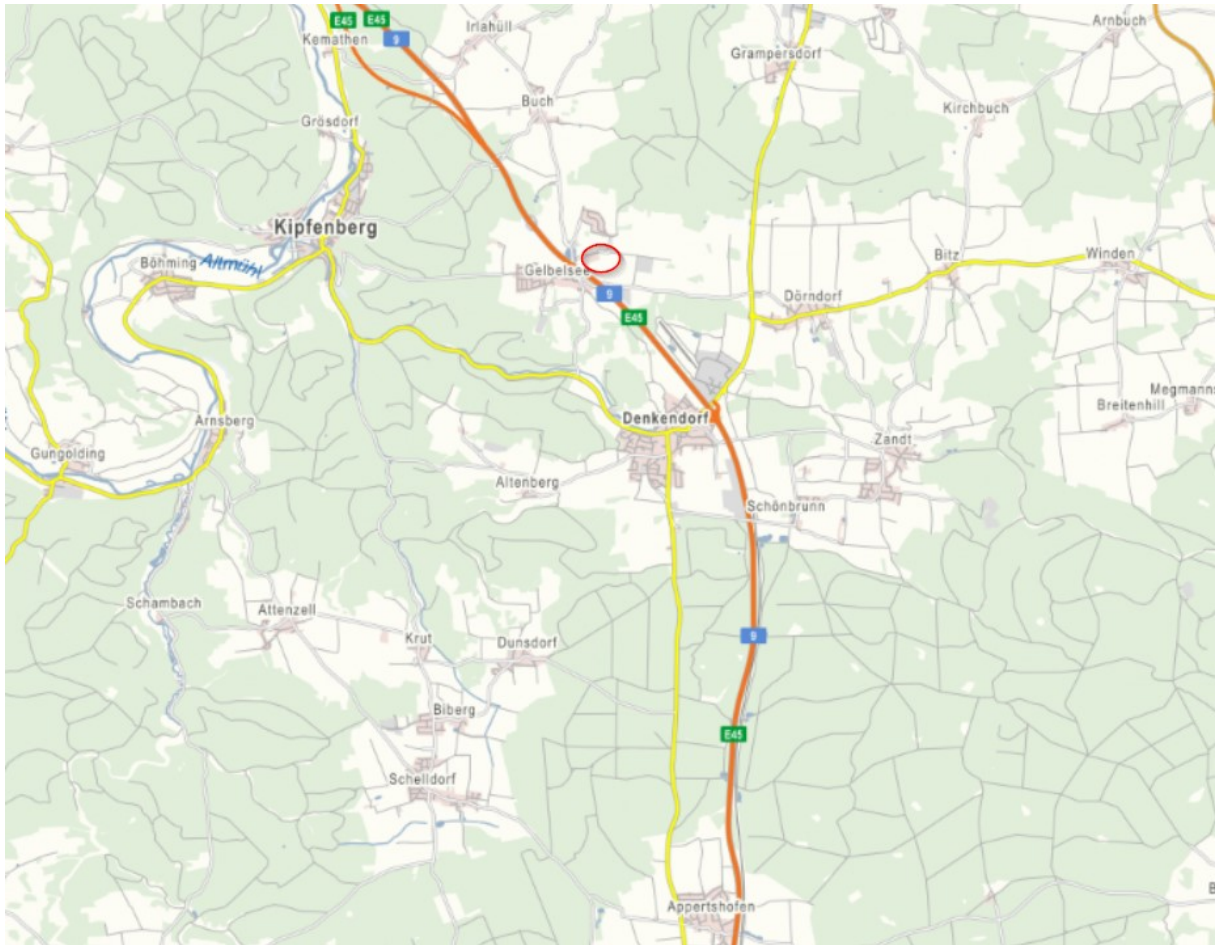 E45
E45
Irlahüll
Arnbuch
Kemathen
9
Grampersdorf
Buch
Kirchbuch
Grösdorf
Kipfenberg
Altmühl
Böhming
Gelbelsee
Bitz
Winden
9
Dörndorf
E45
Megmanns
Breitenhill
Denkendorf
Arnsberg
Zandt
Gungolding
Altenberg
Schönbrunn
Schambach
Attenzell
Krut
Dunsdorf
9
Biberg
E45
Schelldorf
B
Appertshofen